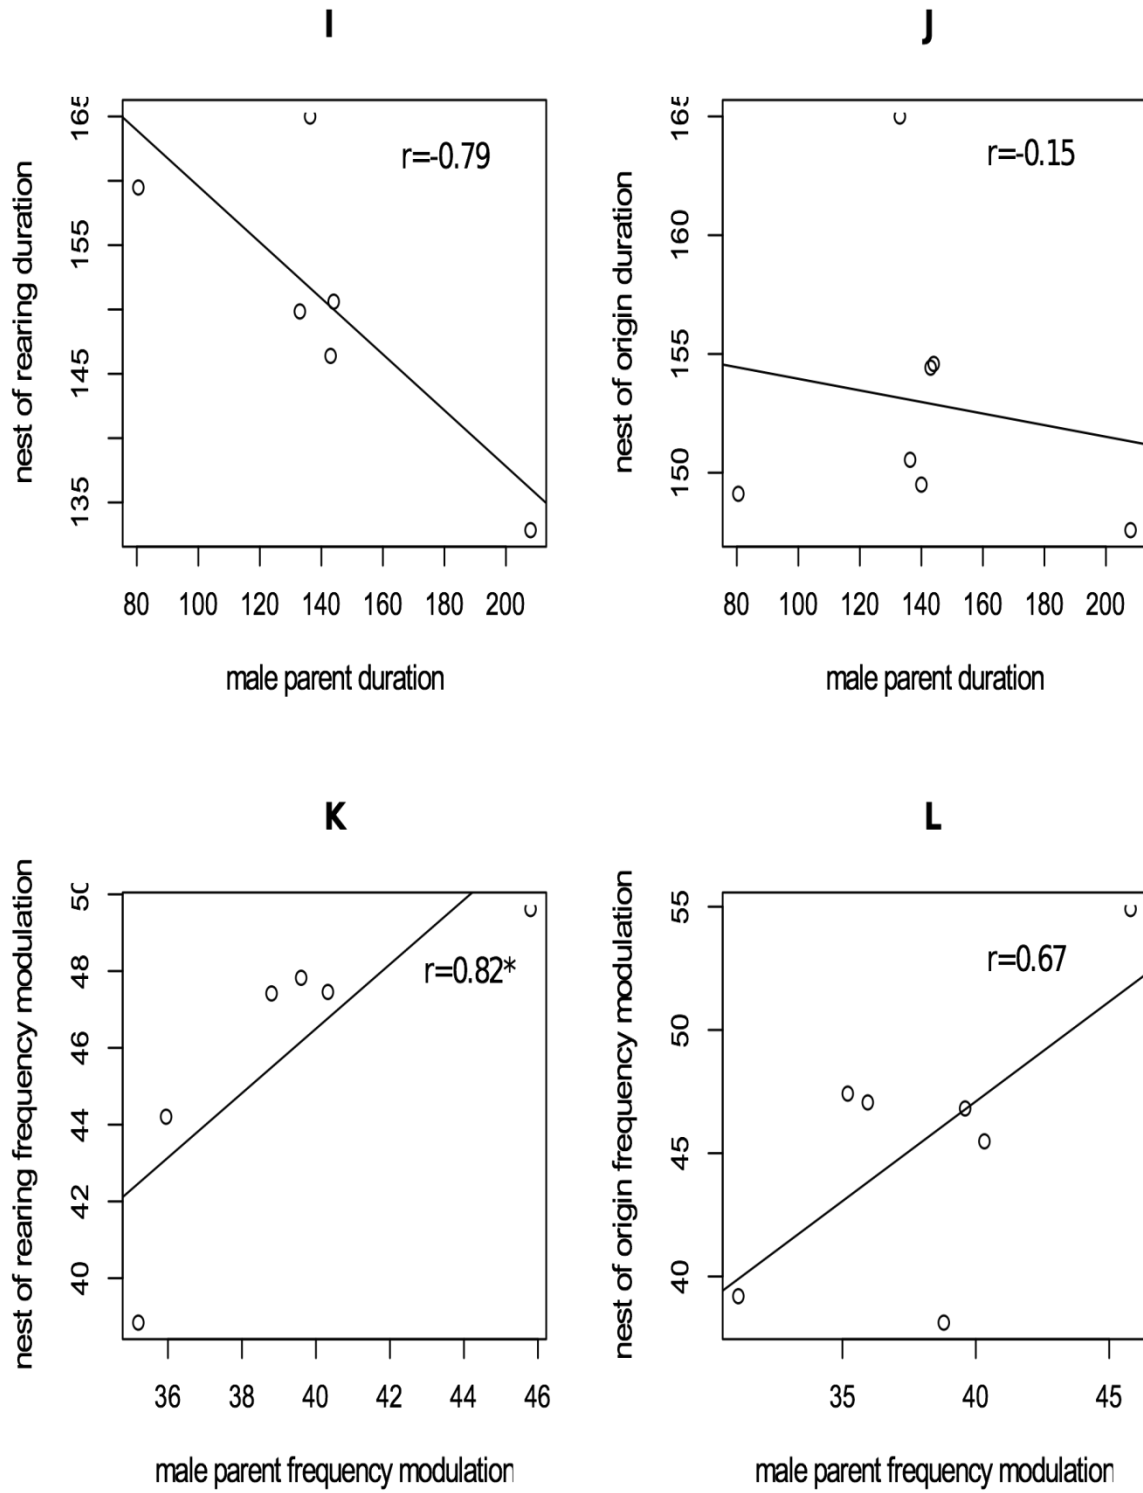 I
nest of rearing duration
165
155
145
135
r=-0.79
80 100 120 140 160 180 200
male parent duration
J
nest of origin duration
165
160
155
150
r=-0.15
80 100 120 140 160 180 200
male parent duration
K
nest of rearing frequency modulation
50
48
46
44
42
40
r=0.82*
36 38 40 42 44 46
male parent frequency modulation
L
nest of origin frequency modulation
55
50
45
40
r=0.67
35 40 45
male parent frequency modulation